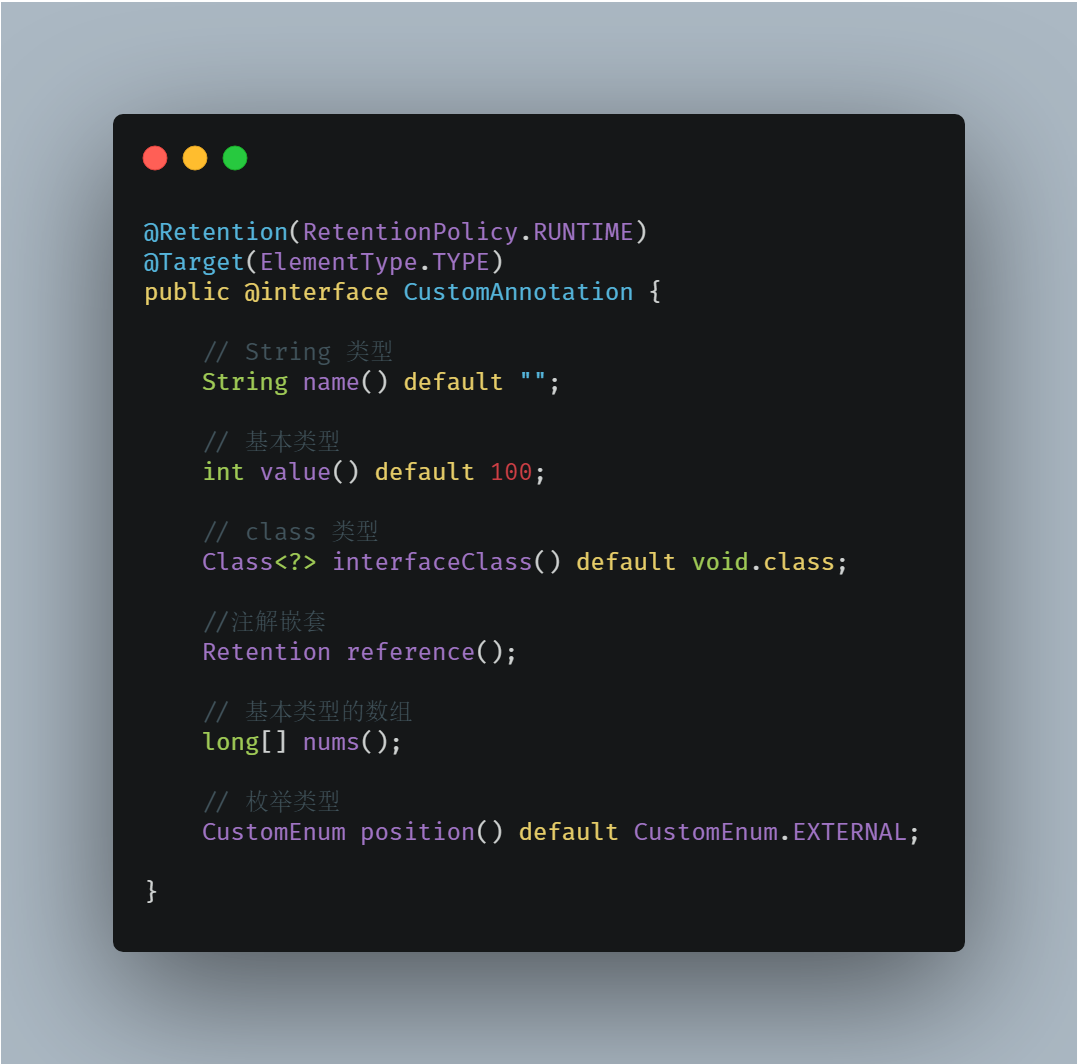 @Retention(RetentionPolicy.RUNTIME)
@Target(ElementType.TYPE)
public @interface CustomAnnotation {
// String 类型
String name() default "";
// 基本类型
int value() default 100;
// class 类型
Class<?> interfaceClass() default void.class;
//注解嵌套
Retention reference();
// 基本类型的数组
long[] nums();
// 枚举类型
CustomEnum position() default CustomEnum.EXTERNAL;
}